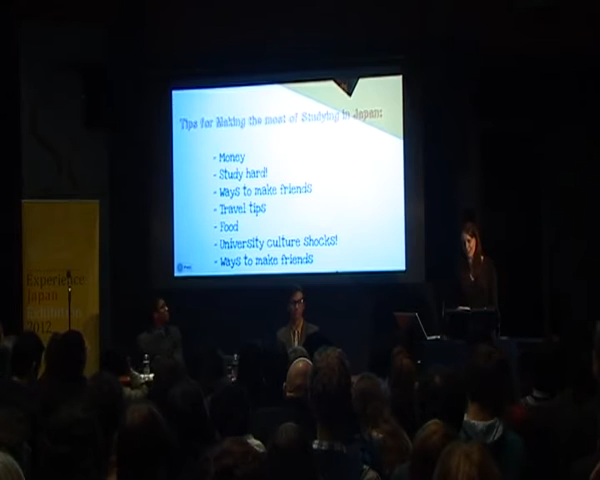 Tips for Making the most of Studying in Japan:
- Money
- Study hard!
- Ways to make friends
- Travel tips
- Food
- University culture shocks!
- Ways to make friends
Experience
Japan
Exhibition
2012